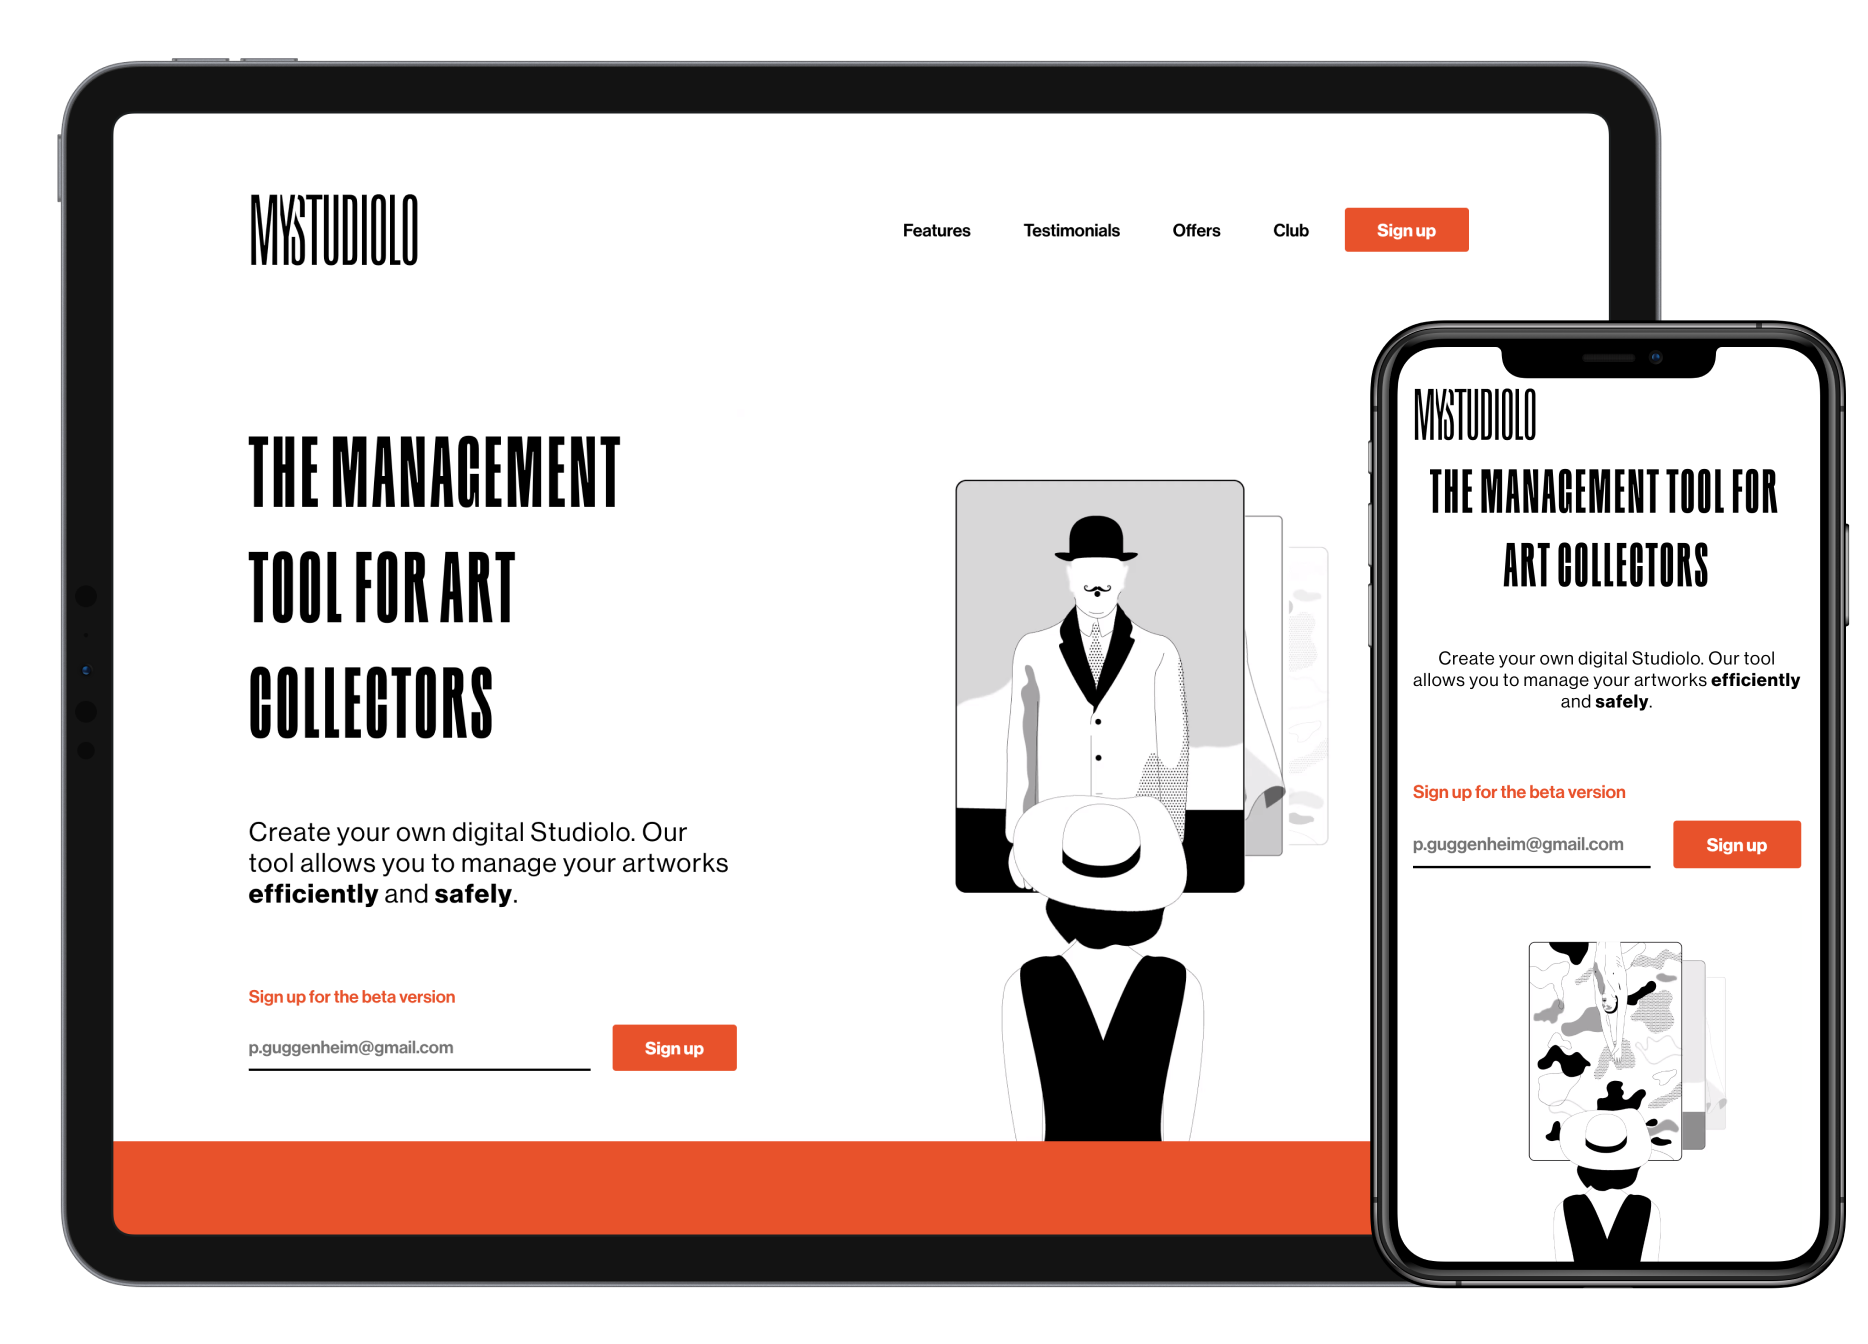 MYSTUDIOLO
Features Testimonials Offers Club Sign up
THE MANAGEMENT
TOOL FOR ART
COLLECTORS
Create your own digital Studiolo. Our
tool allows you to manage your artworks
efficiently and safely.
Sign up for the beta version
p.guggenheim@gmail.com Sign up
MYSTUDIOLO
THE MANAGEMENT TOOL FOR
ART COLLECTORS
Create your own digital Studiolo. Our tool
allows you to manage your artworks efficiently
and safely.
Sign up for the beta version
p.guggenheim@gmail.com Sign up